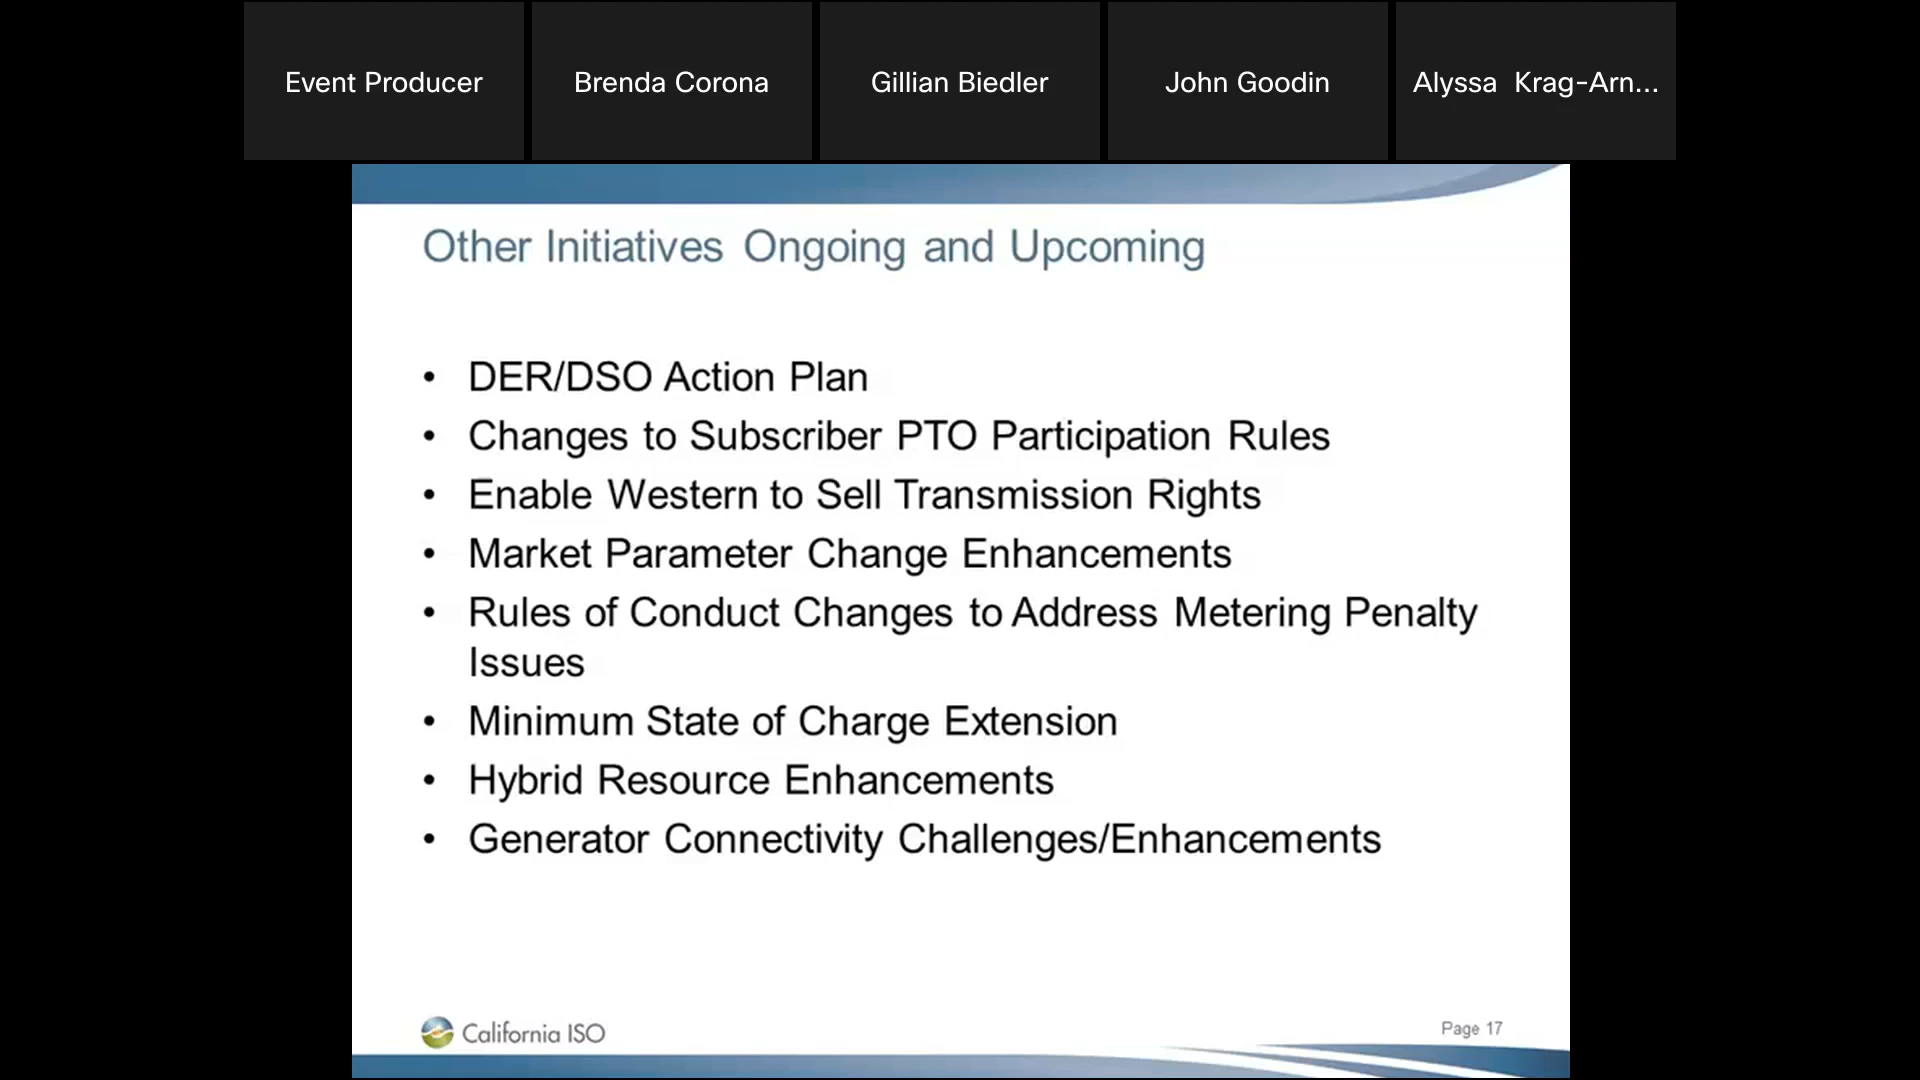 Event Producer
Brenda Corona
Gillian Biedler
John Goodin
Alyssa Krag-Arn...
Other Initiatives Ongoing and Upcoming
• DER/DSO Action Plan
• Changes to Subscriber PTO Participation Rules
• Enable Western to Sell Transmission Rights
• Market Parameter Change Enhancements
• Rules of Conduct Changes to Address Metering Penalty
Issues
• Minimum State of Charge Extension
• Hybrid Resource Enhancements
• Generator Connectivity Challenges/Enhancements
California ISO
Page 17